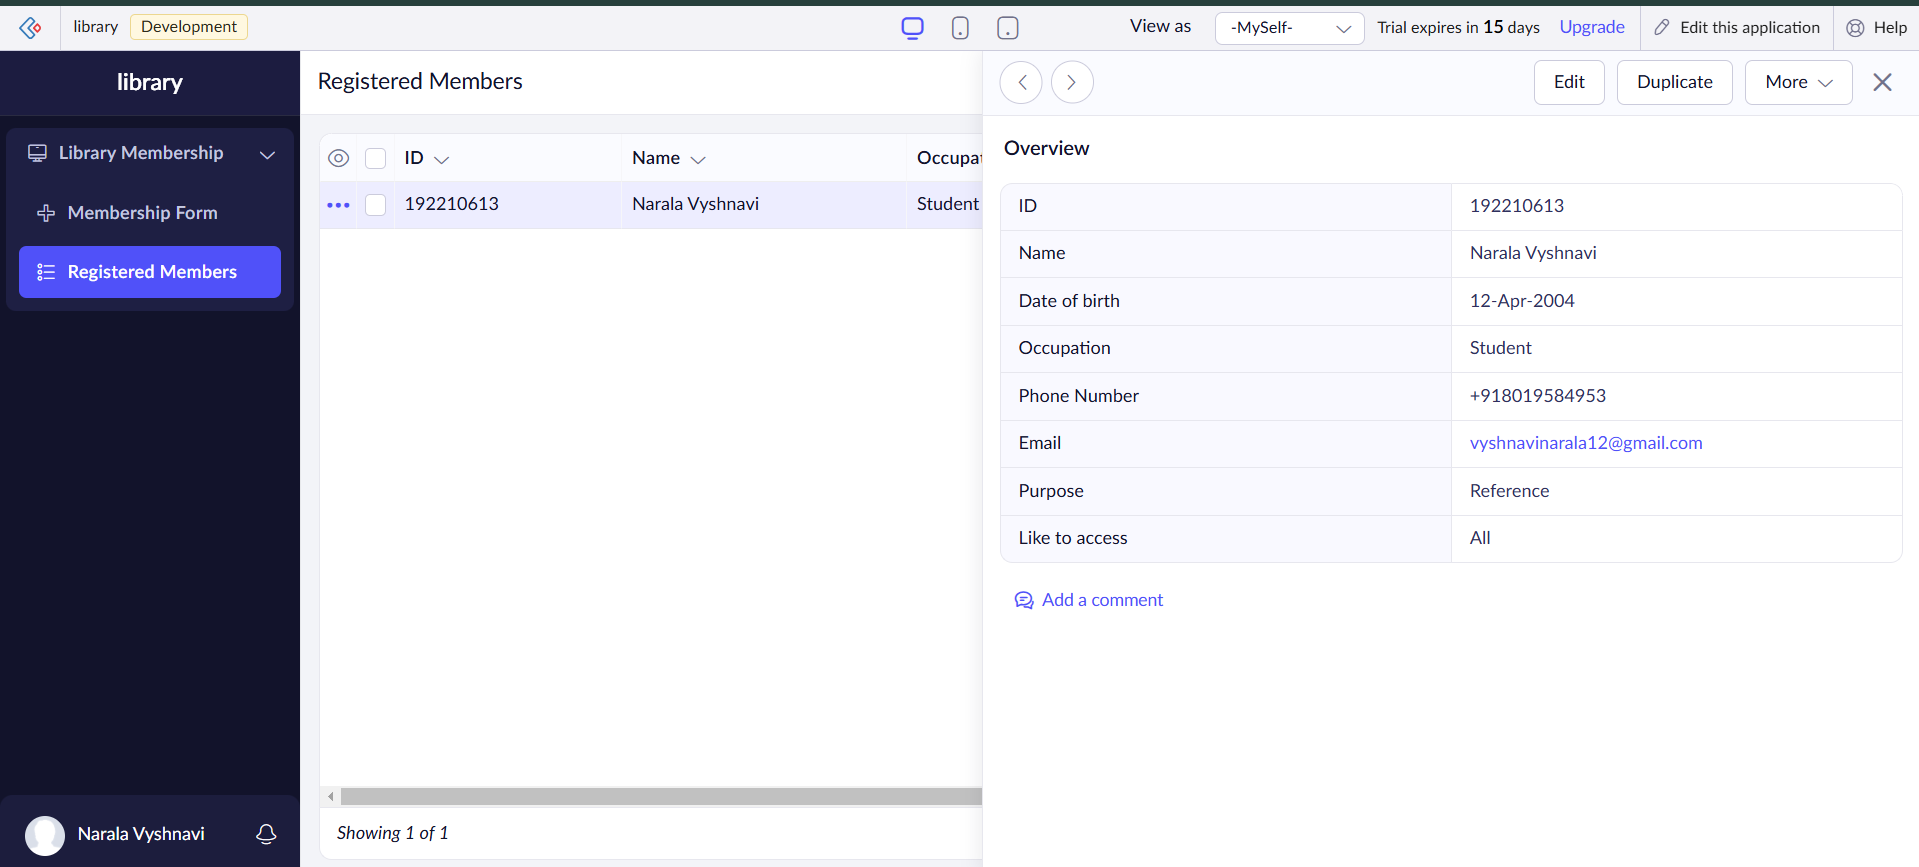 library Development View as -MySelf- Trial expires in 15 days Upgrade Edit this application Help
library
Library Membership
Membership Form
Registered Members
Narala Vyshnavi
Registered Members
ID Name Occupat
192210613 Narala Vyshnavi Student
Showing 1 of 1
Edit Duplicate More
Overview
ID 192210613
Name Narala Vyshnavi
Date of birth 12-Apr-2004
Occupation Student
Phone Number +918019584953
Email vyshnavinarala12@gmail.com
Purpose Reference
Like to access All
Add a comment